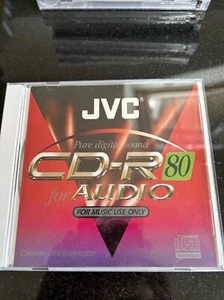 JVC
Pure digital sound
CD-R 80
for AUDIO
FOR MUSIC USE ONLY